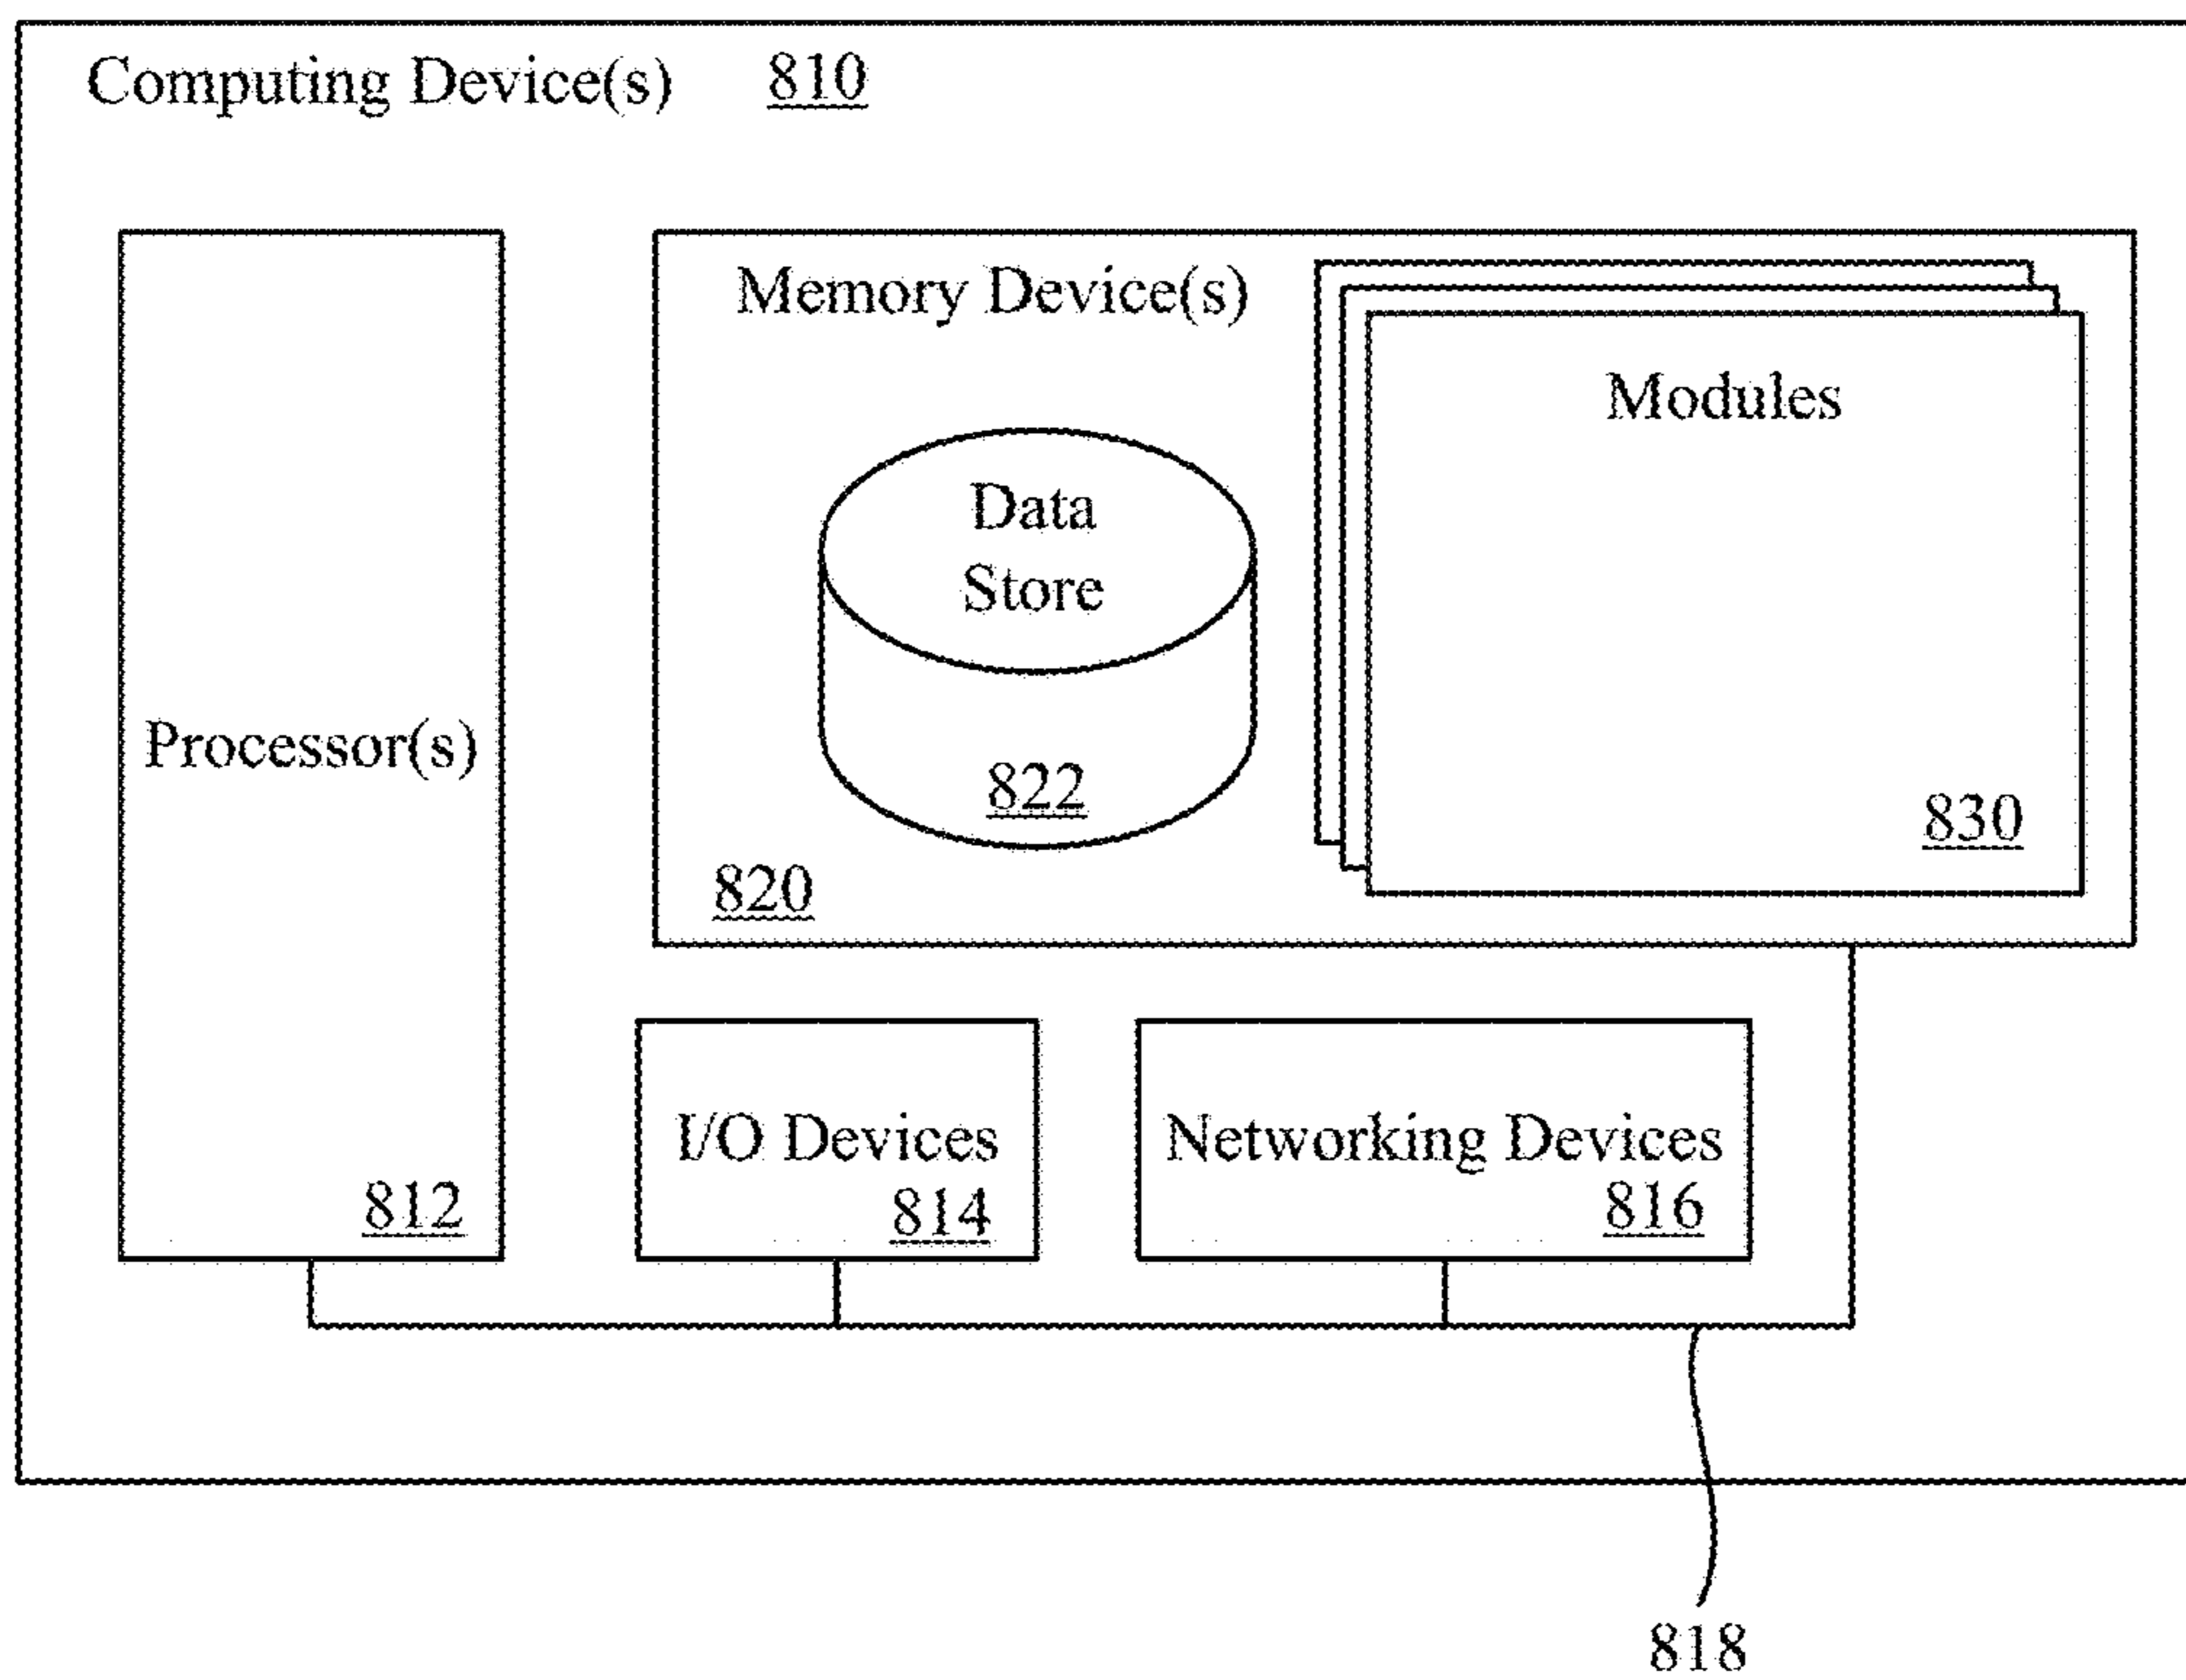 Computing Device(s) 810
Memory Device(s)
Modules
Data
Store
Processor(s)
822
830
820
I/O Devices
Networking Devices
812
814
816
818